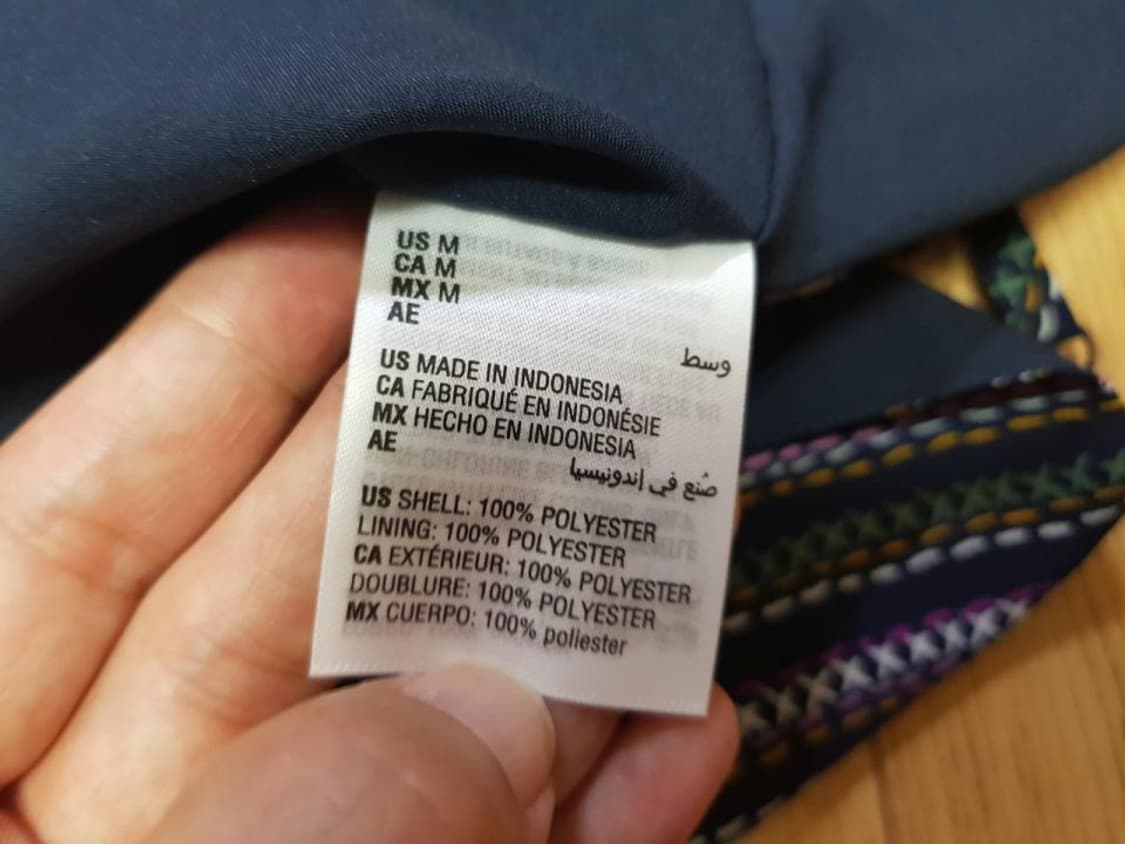 US M
CA M
MX M
AE
وسط
US MADE IN INDONESIA
CA FABRIQUÉ EN INDONÉSIE
MX HECHO EN INDONESIA
AE
صُنع في إندونيسيا
US SHELL: 100% POLYESTER
LINING: 100% POLYESTER
CA EXTÉRIEUR: 100% POLYESTER
DOUBLURE: 100% POLYESTER
MX CUERPO: 100% poliester